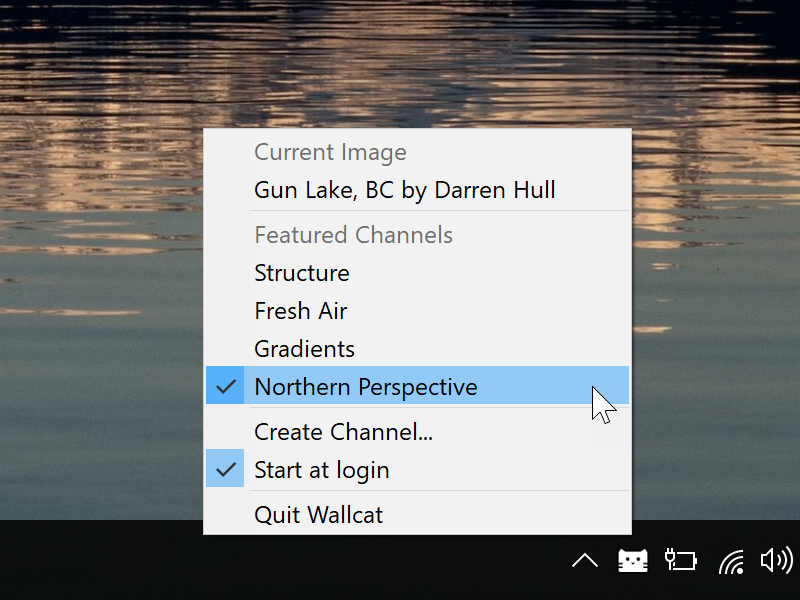 Current Image
Gun Lake, BC by Darren Hull
Featured Channels
Structure
Fresh Air
Gradients
Northern Perspective
Create Channel...
Start at login
Quit Wallcat